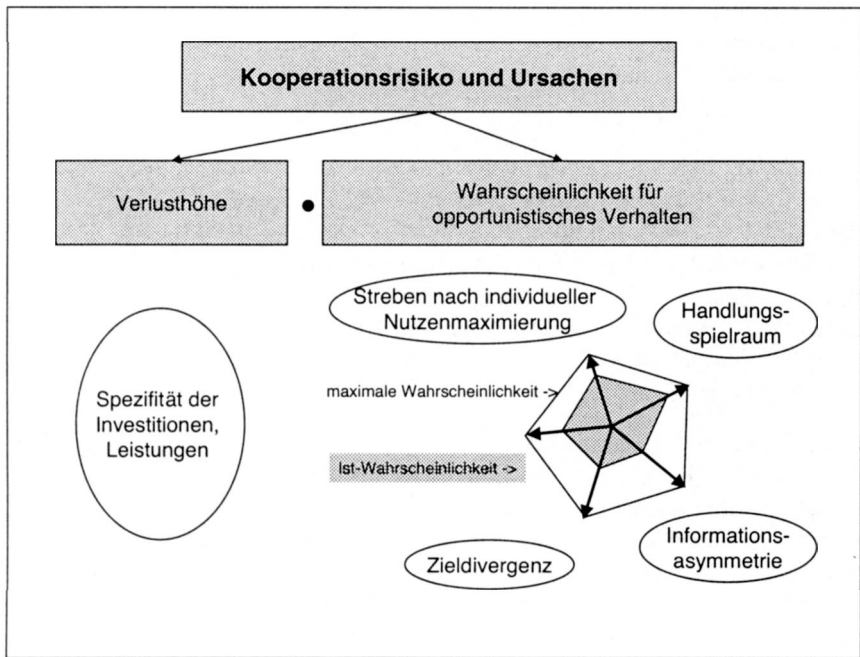 Kooperationsrisiko und Ursachen
Verlusthöhe
Wahrscheinlichkeit für
opportunistisches Verhalten
Streben nach individueller
Nutzenmaximierung
Handlungs-
spielraum
Spezifität der
Investitionen,
Leistungen
maximale Wahrscheinlichkeit ->
Ist-Wahrscheinlichkeit ->
Zieldivergenz
Informations-
asymmetrie